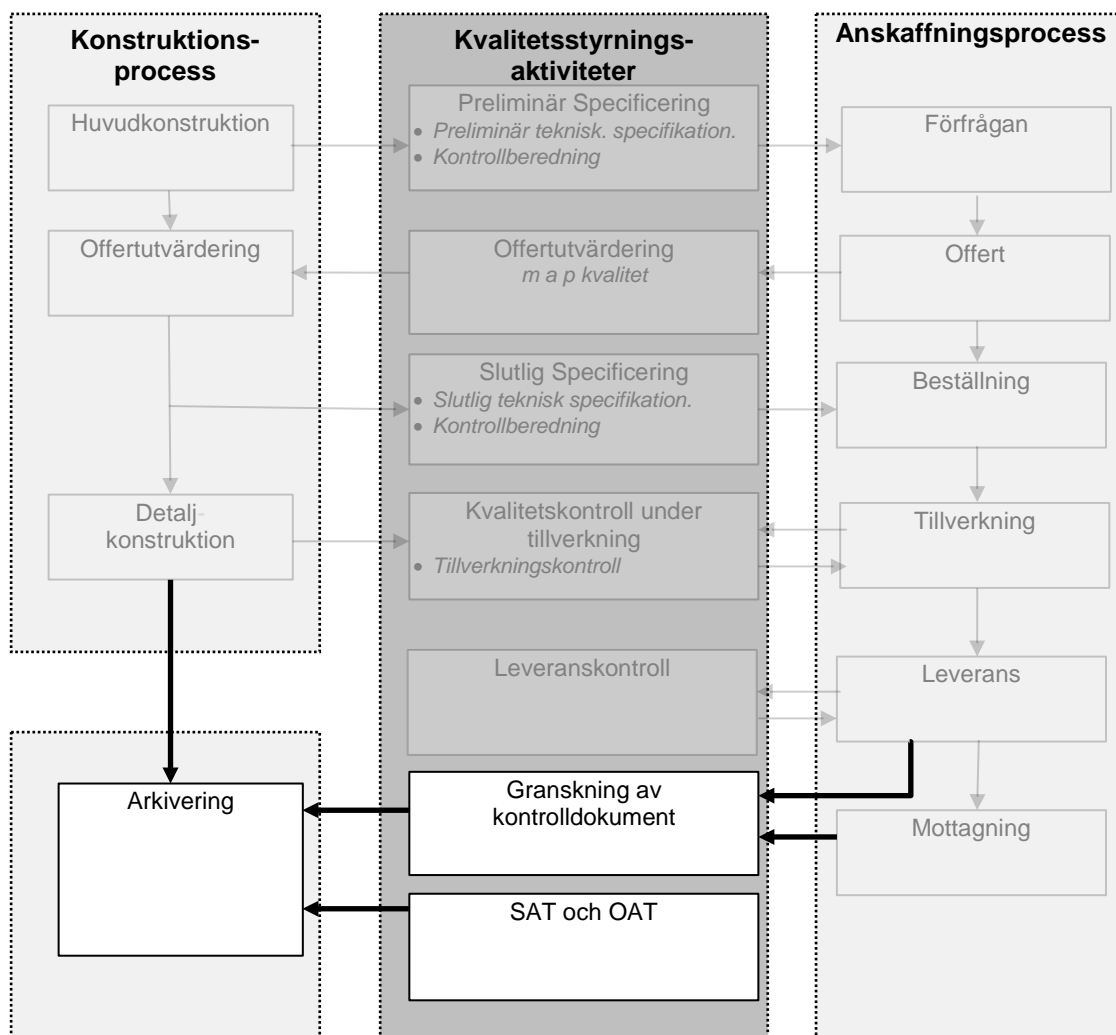 Konstruktions-
process
Huvudkonstruktion
Offertutvärdering
Detalj-
konstruktion
Arkivering
Kvalitetsstyrnings-
aktiviteter
Preliminär Specificering
• Preliminär teknisk. specifikation.
• Kontrollberedning
Offertutvärdering
m a p kvalitet
Slutlig Specificering
• Slutlig teknisk specifikation.
• Kontrollberedning
Kvalitetskontroll under
tillverkning
• Tillverkningskontroll
Leveranskontroll
Granskning av
kontrolldokument
SAT och OAT
Anskaffningsprocess
Förfrågan
Offert
Beställning
Tillverkning
Leverans
Mottagning